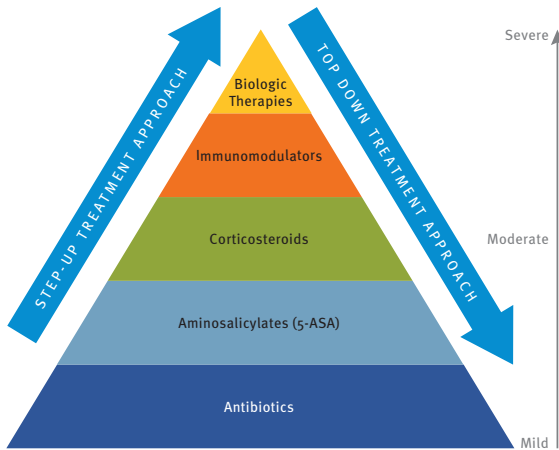 STEP-UP TREATMENT APPROACH
TOP DOWN TREATMENT APPROACH
Severe
Biologic
Therapies
Immunomodulators
Corticosteroids
Moderate
Aminosalicylates (5-ASA)
Antibiotics
Mild